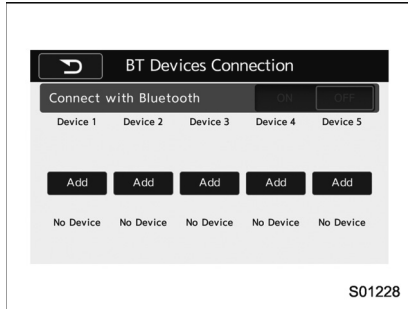 BT Devices Connection
Connect with Bluetooth ON OFF
Device 1 Device 2 Device 3 Device 4 Device 5
Add Add Add Add Add
No Device No Device No Device No Device No Device
S01228